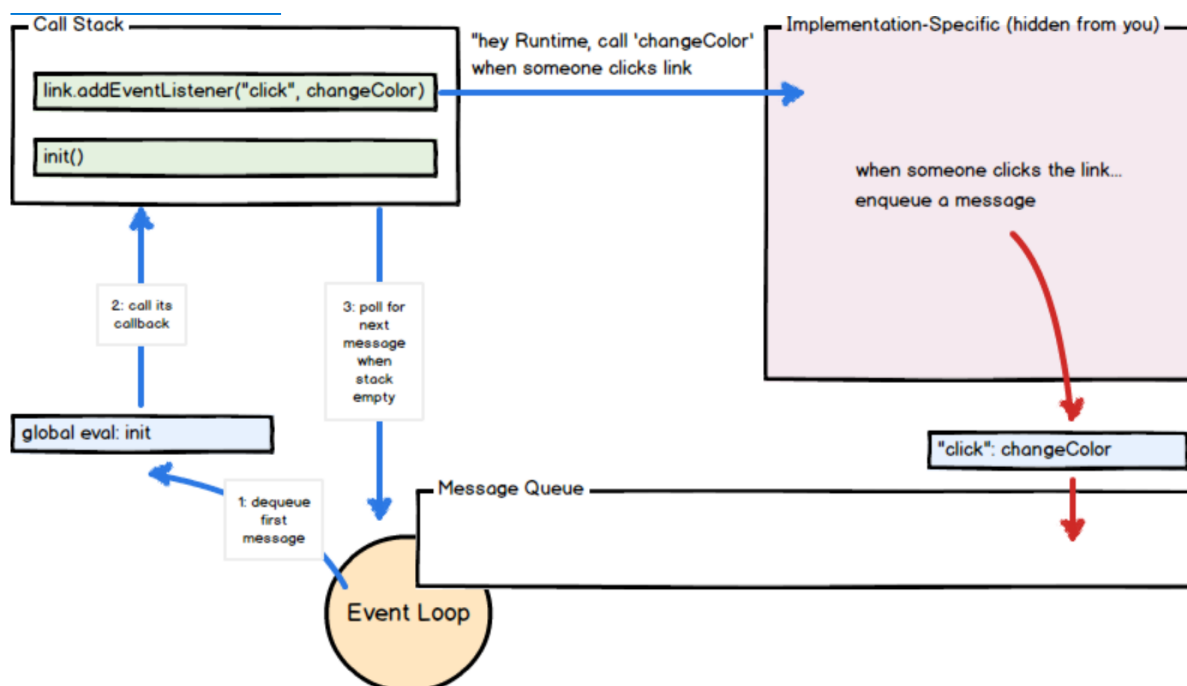 Call Stack
link.addEventListener("click", changeColor)
init()
"hey Runtime, call 'changeColor'
when someone clicks link
Implementation-Specific (hidden from you)
when someone clicks the link...
enqueue a message
2: call its
callback
3: poll for
next
message
when
stack
empty
global eval: init
"click": changeColor
1: dequeue
first
message
Message Queue
Event Loop